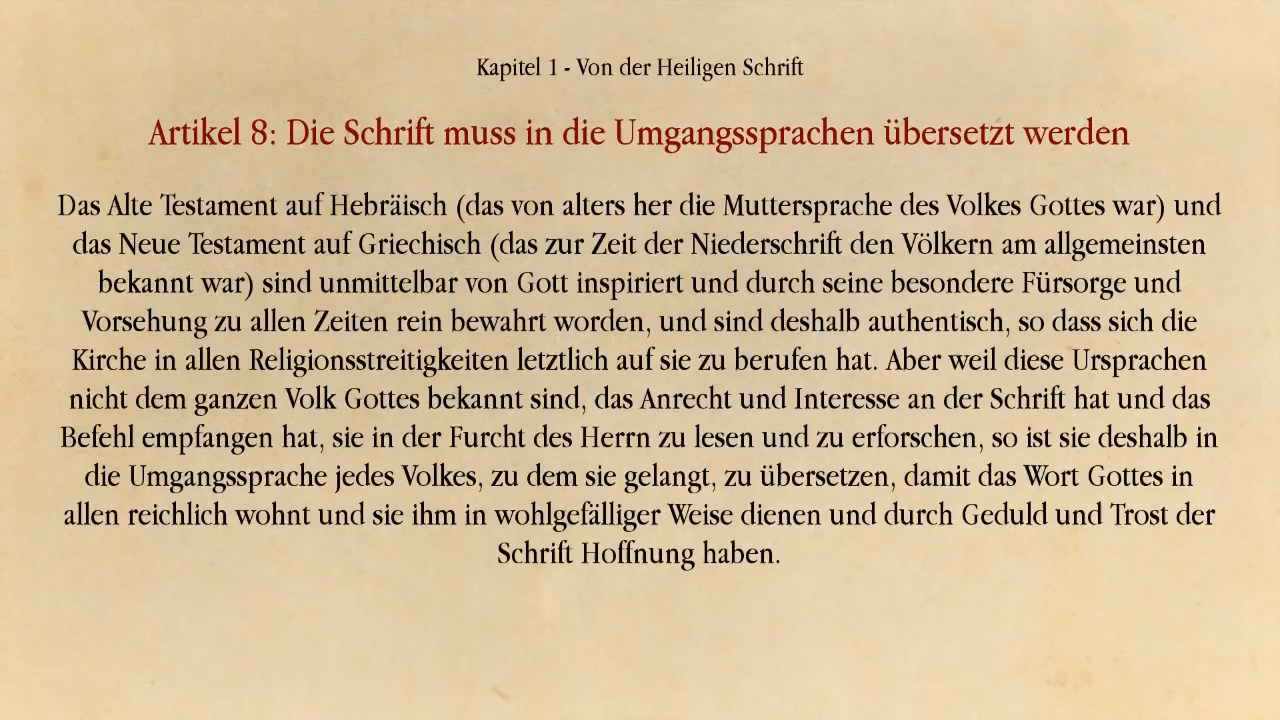 Kapitel 1 - Von der Heiligen Schrift
Artikel 8: Die Schrift muss in die Umgangssprachen übersetzt werden
Das Alte Testament auf Hebräisch (das von alters her die Muttersprache des Volkes Gottes war) und
das Neue Testament auf Griechisch (das zur Zeit der Niederschrift den Völkern am allgemeinsten
bekannt war) sind unmittelbar von Gott inspiriert und durch seine besondere Fürsorge und
Vorsehung zu allen Zeiten rein bewahrt worden, und sind deshalb authentisch, so dass sich die
Kirche in allen Religionsstreitigkeiten letztlich auf sie zu berufen hat. Aber weil diese Ursprachen
nicht dem ganzen Volk Gottes bekannt sind, das Anrecht und Interesse an der Schrift hat und das
Befehl empfangen hat, sie in der Furcht des Herrn zu lesen und zu erforschen, so ist sie deshalb in
die Umgangssprache jedes Volkes, zu dem sie gelangt, zu übersetzen, damit das Wort Gottes in
allen reichlich wohnt und sie ihm in wohlgefälliger Weise dienen und durch Geduld und Trost der
Schrift Hoffnung haben.